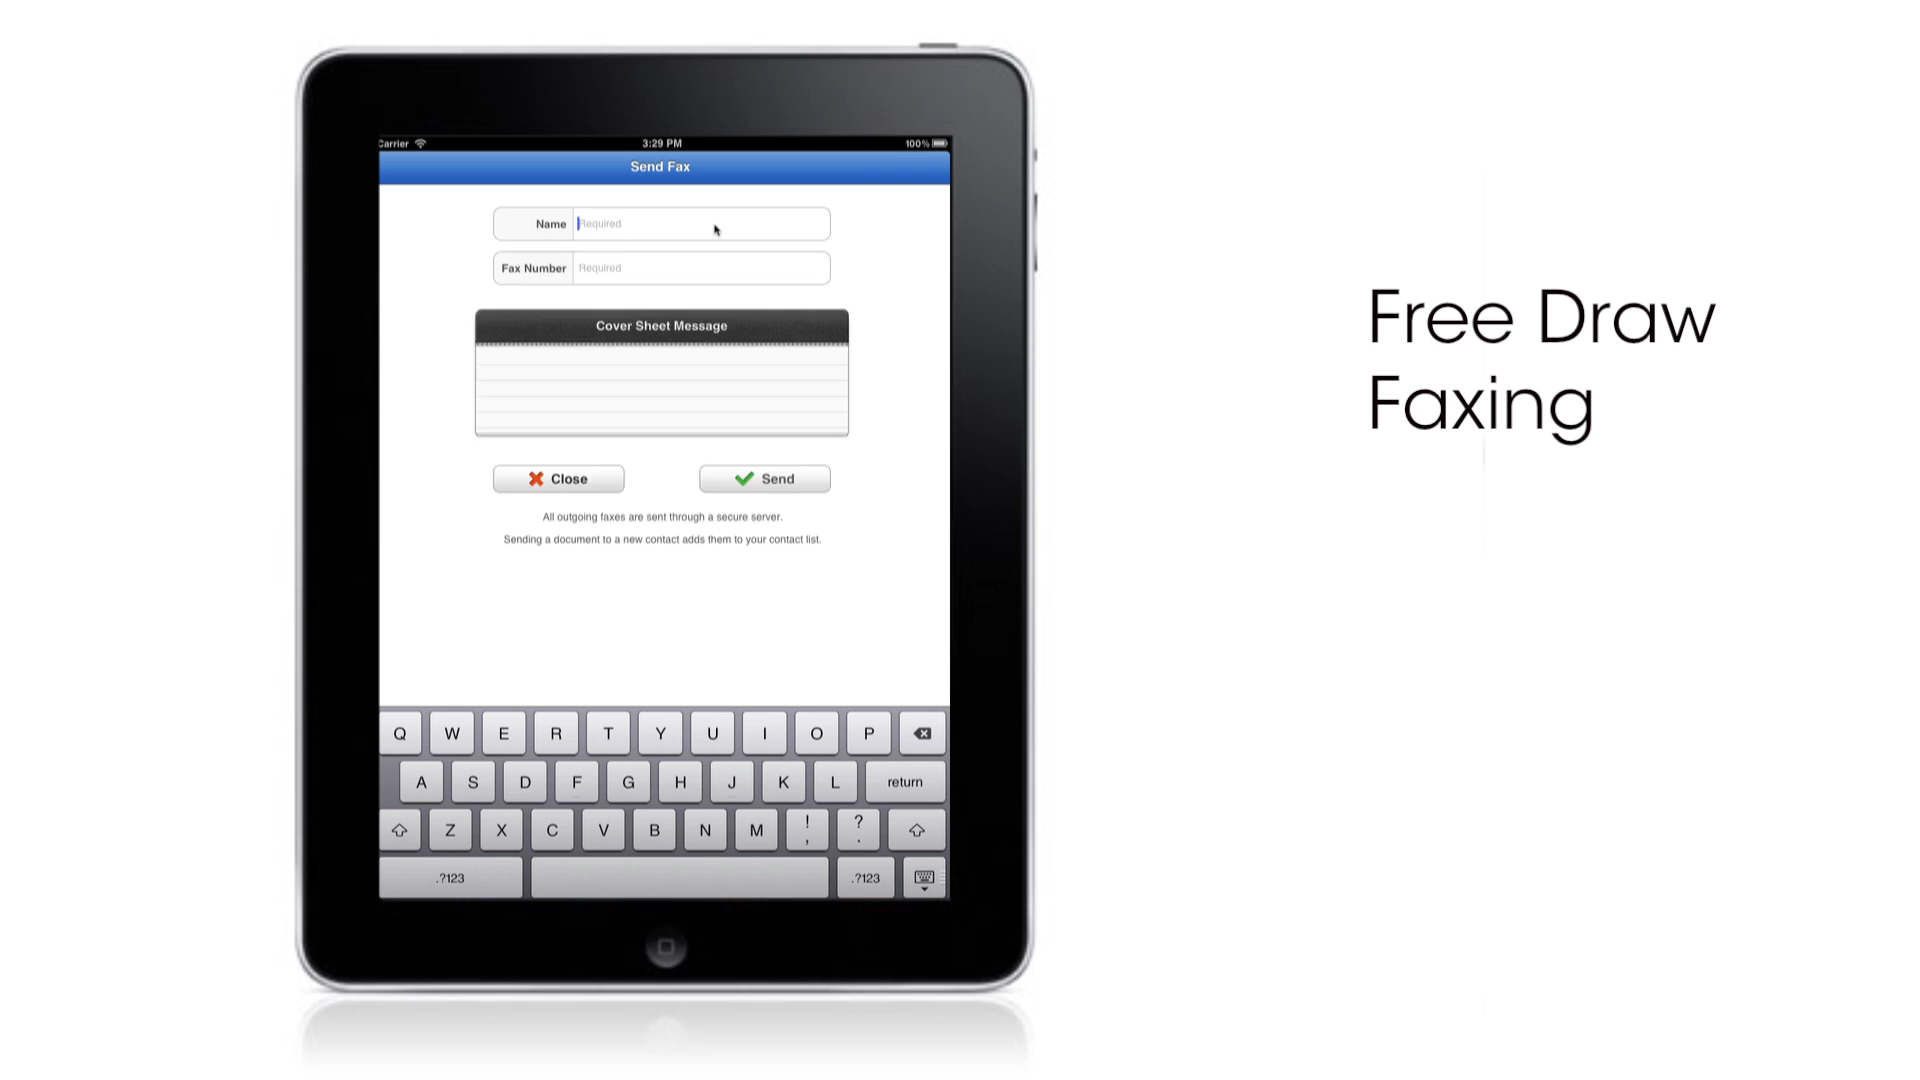 Carrier 3:29 PM 100%
Send Fax
Name Required
Fax Number Required
Cover Sheet Message
Close Send
All outgoing faxes are sent through a secure server.
Sending a document to a new contact adds them to your contact list.
Q W E R T Y U I O P
A S D F G H J K L return
Z X C V B N M ! , ? .
.?123 .?123
Free Draw
Faxing